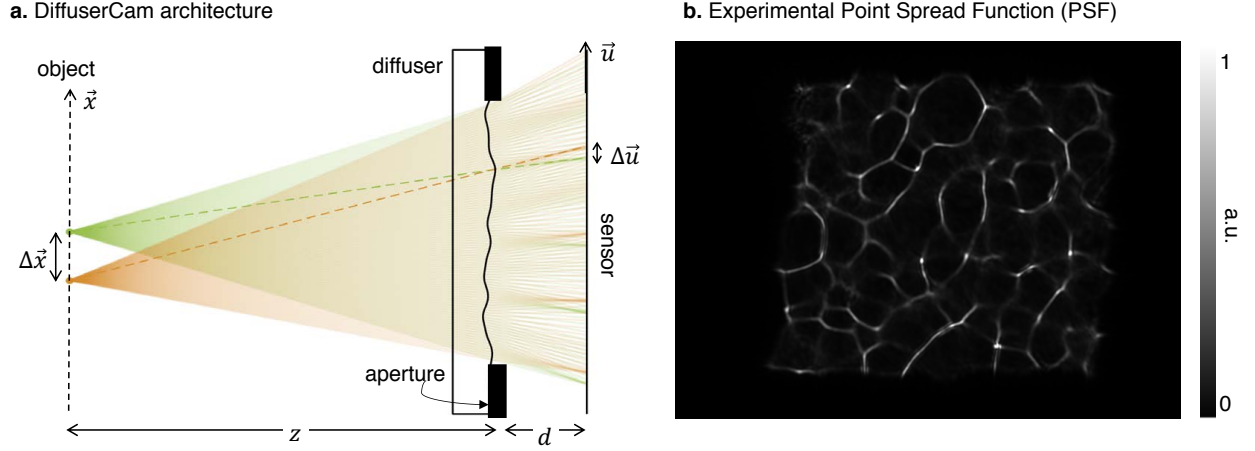 a. DiffuserCam architecture
b. Experimental Point Spread Function (PSF)
object
x⃗
diffuser
u⃗
Δu⃗
Δx⃗
sensor
aperture
z
d
1
a.u.
0